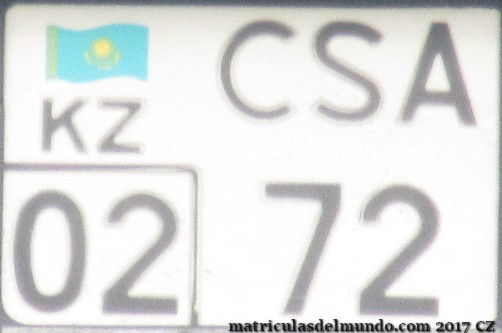 CSA
KZ
02 72
matriculasdelmundo.com 2017 CZ